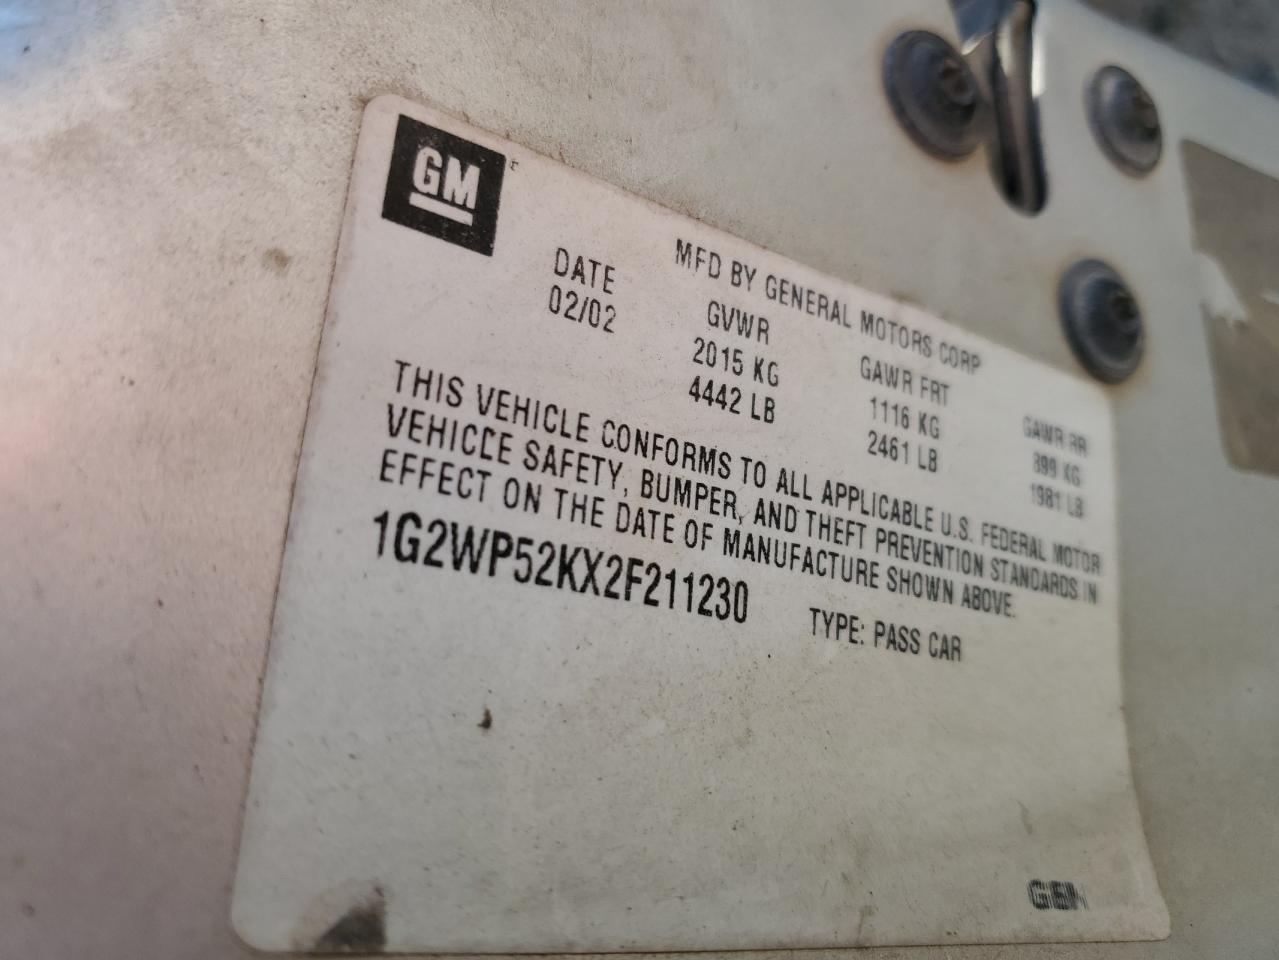 GM
MFD BY GENERAL MOTORS CORP
DATE GVWR GAWR FRT GAWR RR
02/02 2015 KG 1116 KG 899 KG
4442 LB 2461 LB 1981 LB
THIS VEHICLE CONFORMS TO ALL APPLICABLE U.S. FEDERAL MOTOR
VEHICLE SAFETY, BUMPER, AND THEFT PREVENTION STANDARDS IN
EFFECT ON THE DATE OF MANUFACTURE SHOWN ABOVE.
1G2WP52KX2F211230 TYPE: PASS CAR